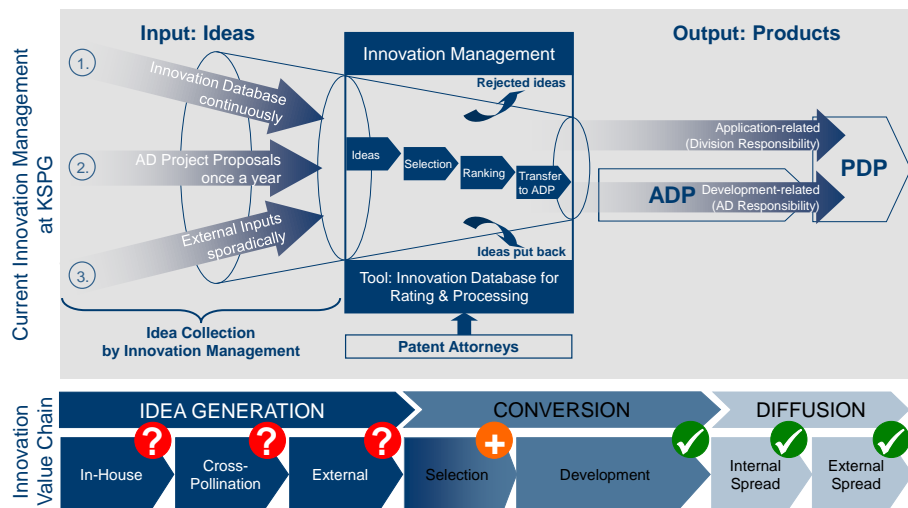 Current Innovation Management
at KSPG
Input: Ideas
Output: Products
1.
Innovation Database
continuously
2.
AD Project Proposals
once a year
3.
External Inputs
sporadically
Idea Collection
by Innovation Management
Innovation Management
Rejected ideas
Ideas
Selection
Ranking
Transfer
to ADP
Ideas put back
Tool: Innovation Database for
Rating & Processing
Patent Attorneys
Application-related
(Division Responsibility)
ADP
Development-related
(AD Responsibility)
PDP
Innovation
Value Chain
IDEA GENERATION
CONVERSION
DIFFUSION
?
?
?
+
In-House
Cross-
Pollination
External
Selection
Development
Internal
Spread
External
Spread